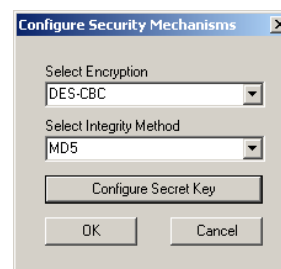 Configure Security Mechanisms
Select Encryption
DES-CBC
Select Integrity Method
MD5
Configure Secret Key
OK Cancel